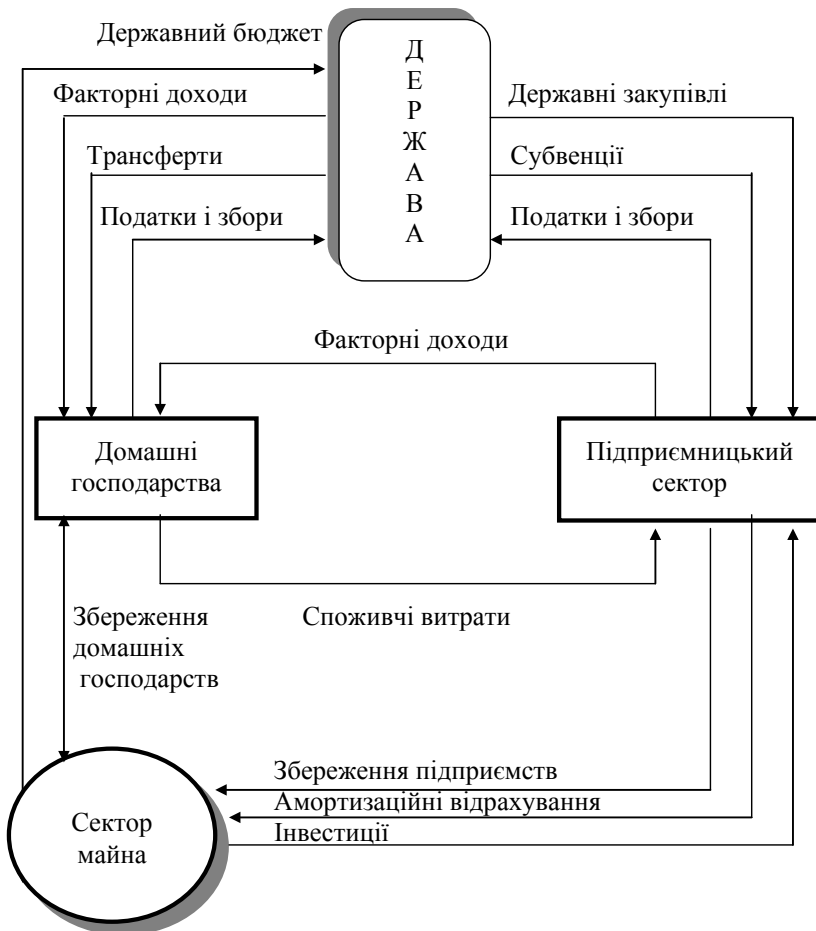 Державний бюджет
Д
Е
Р
Ж
А
В
А
Факторні доходи
Державні закупівлі
Трансферти
Субвенції
Податки і збори
Податки і збори
Факторні доходи
Домашні
господарства
Підприємницький
сектор
Збереження
домашніх
господарств
Споживчі витрати
Збереження підприємств
Амортизаційні відрахування
Інвестиції
Сектор
майна